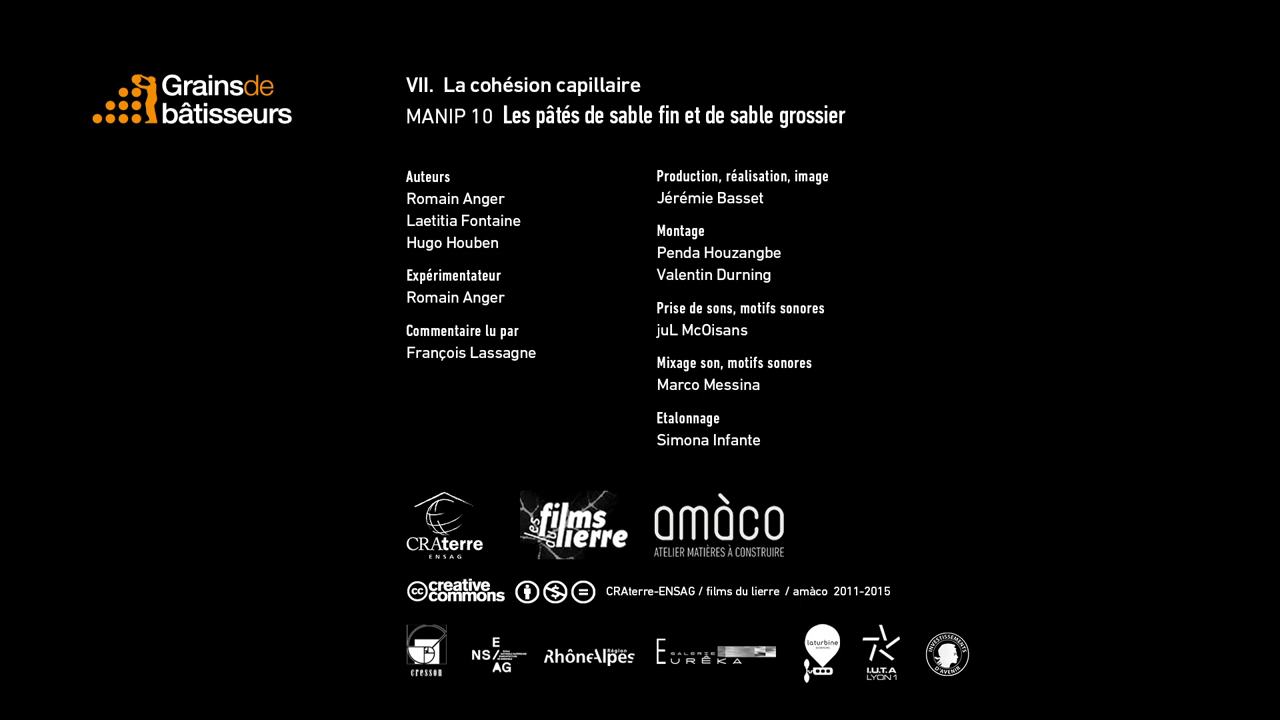 Grainsde
bâtisseurs
VII. La cohésion capillaire
MANIP 10 Les pâtés de sable fin et de sable grossier
Auteurs
Romain Anger
Laetitia Fontaine
Hugo Houben
Expérimentateur
Romain Anger
Commentaire lu par
François Lassagne
Production, réalisation, image
Jérémie Basset
Montage
Penda Houzangbe
Valentin Durning
Prise de sons, motifs sonores
juL McOisans
Mixage son, motifs sonores
Marco Messina
Etalonnage
Simona Infante
CRAterre
ENSAG
les films
du lierre
amàco
ATELIER MATIÈRES À CONSTRUIRE
cc creative
commons
CRAterre-ENSAG / films du lierre / amàco 2011-2015
cresson
E
NS/
AG
Région
RhôneAlpes
GALERIE
EURÊKA
laturbine
I.U.T.A
LYON 1
INVESTISSEMENTS
D'AVENIR